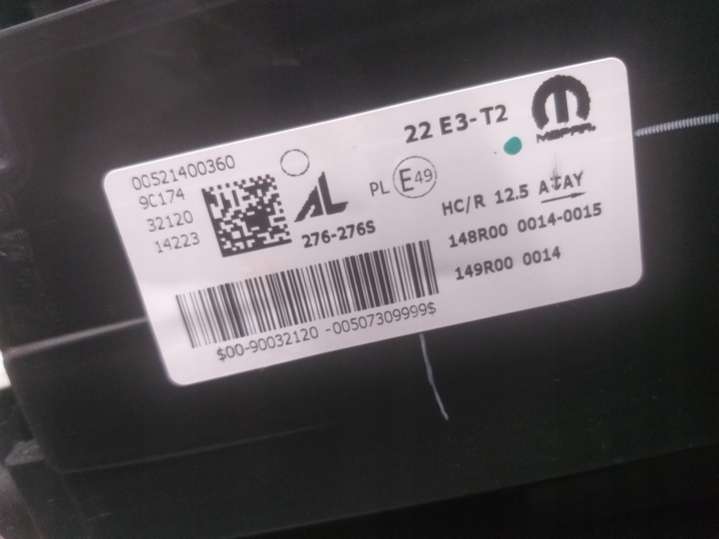 00521400360
9C174
32120
14223
AL
276-276S
22 E3-T2
MOPAR
PL E49
HC/R 12.5 A AY
148R00 0014-0015
149R00 0014
$00-90032120 -00507309999$